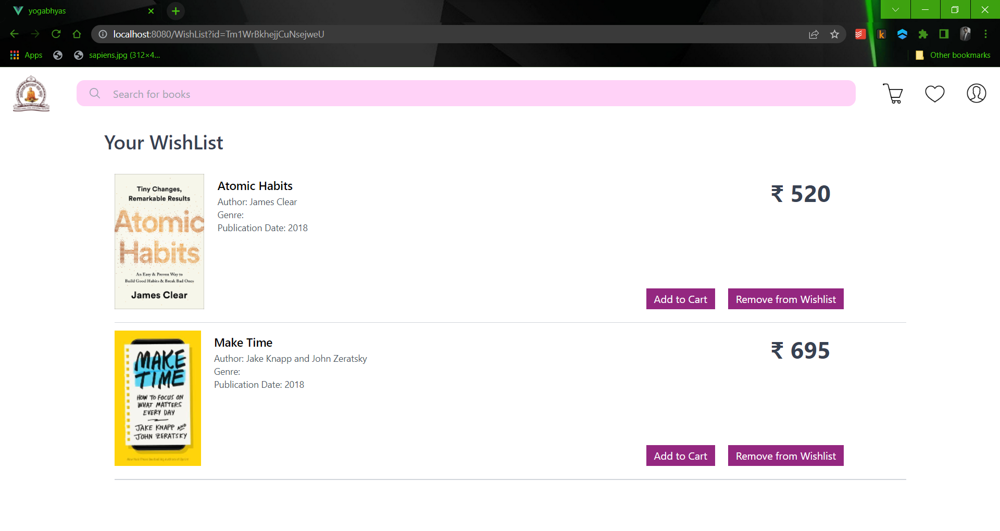 yogabhyas
localhost:8080/WishList?id=Tm1WrBkhejjCuNsejweU
Apps
sapiens.jpg (312×4...
Other bookmarks
Search for books
Your WishList
Tiny Changes,
Remarkable Results
Atomic
Habits
An Easy & Proven Way to
Build Good Habits & Break Bad Ones
James Clear
Atomic Habits
Author: James Clear
Genre:
Publication Date: 2018
₹ 520
Add to Cart
Remove from Wishlist
MAKE
TIME
HOW TO FOCUS ON
WHAT MATTERS
EVERY DAY
JAKE KNAPP AND
JOHN ZERATSKY
Make Time
Author: Jake Knapp and John Zeratsky
Genre:
Publication Date: 2018
₹ 695
Add to Cart
Remove from Wishlist